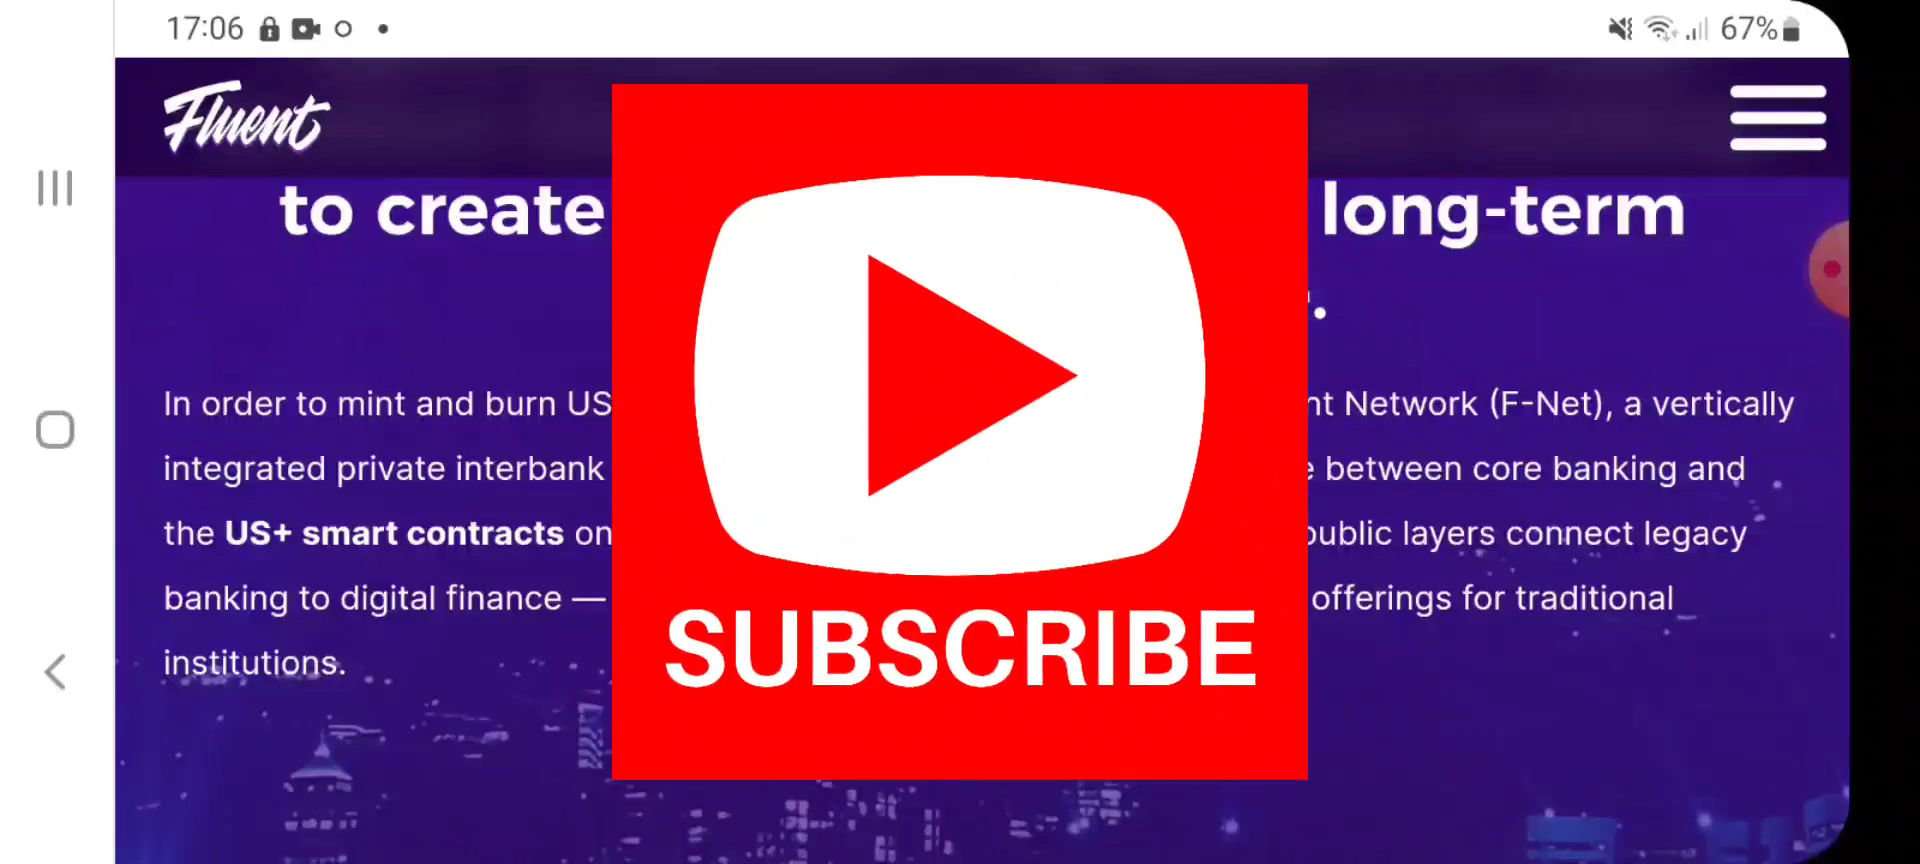 17:06 67%
Fluent
to create long-term
In order to mint and burn US Network (F-Net), a vertically
integrated private interbank between core banking and
the US+ smart contracts on public layers connect legacy
banking to digital finance — offerings for traditional
institutions.
SUBSCRIBE